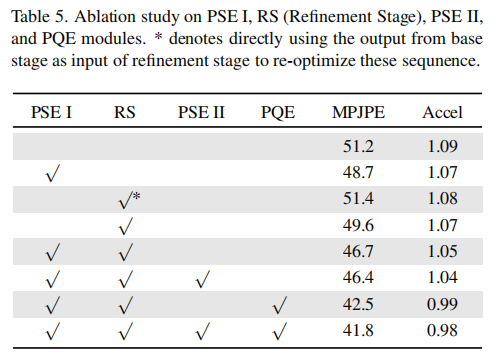 Table 5. Ablation study on PSE I, RS (Refinement Stage), PSE II,
and PQE modules. * denotes directly using the output from base
stage as input of refinement stage to re-optimize these sequnence.
PSE I RS PSE II PQE MPJPE Accel
51.2 1.09
√ 48.7 1.07
√* 51.4 1.08
√ 49.6 1.07
√ √ 46.7 1.05
√ √ √ 46.4 1.04
√ √ √ 42.5 0.99
√ √ √ √ 41.8 0.98